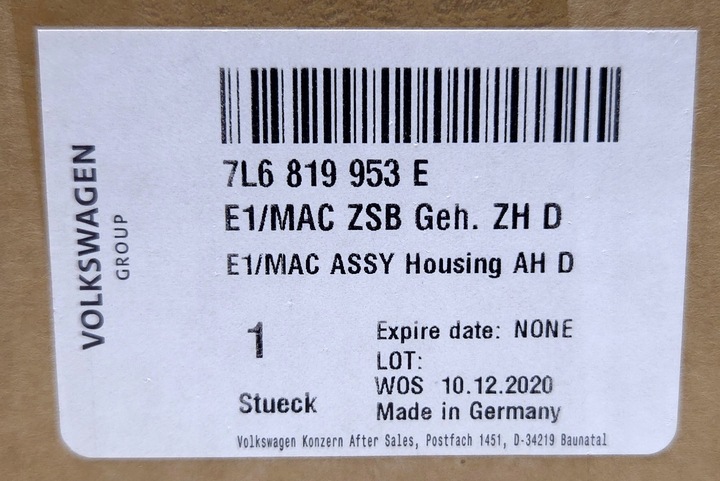 VOLKSWAGEN
GROUP
7L6 819 953 E
E1/MAC ZSB Geh. ZH D
E1/MAC ASSY Housing AH D
1
Stueck
Expire date: NONE
LOT:
WOS 10.12.2020
Made in Germany
Volkswagen Konzern After Sales, Postfach 1451, D-34219 Baunatal